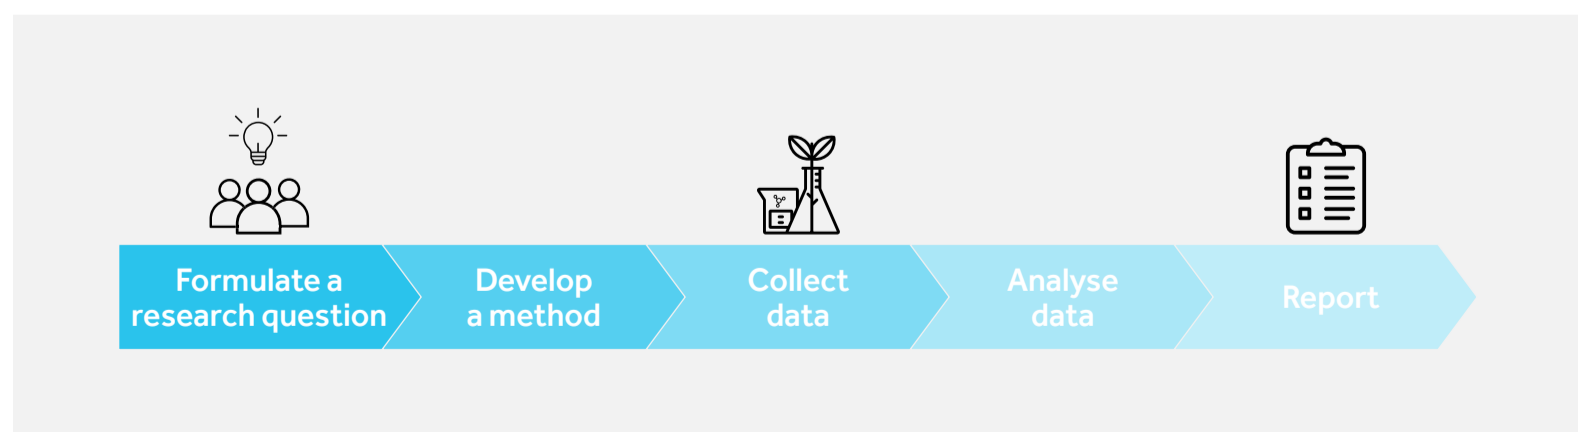 Formulate a
research question
Develop
a method
Collect
data
Analyse
data
Report